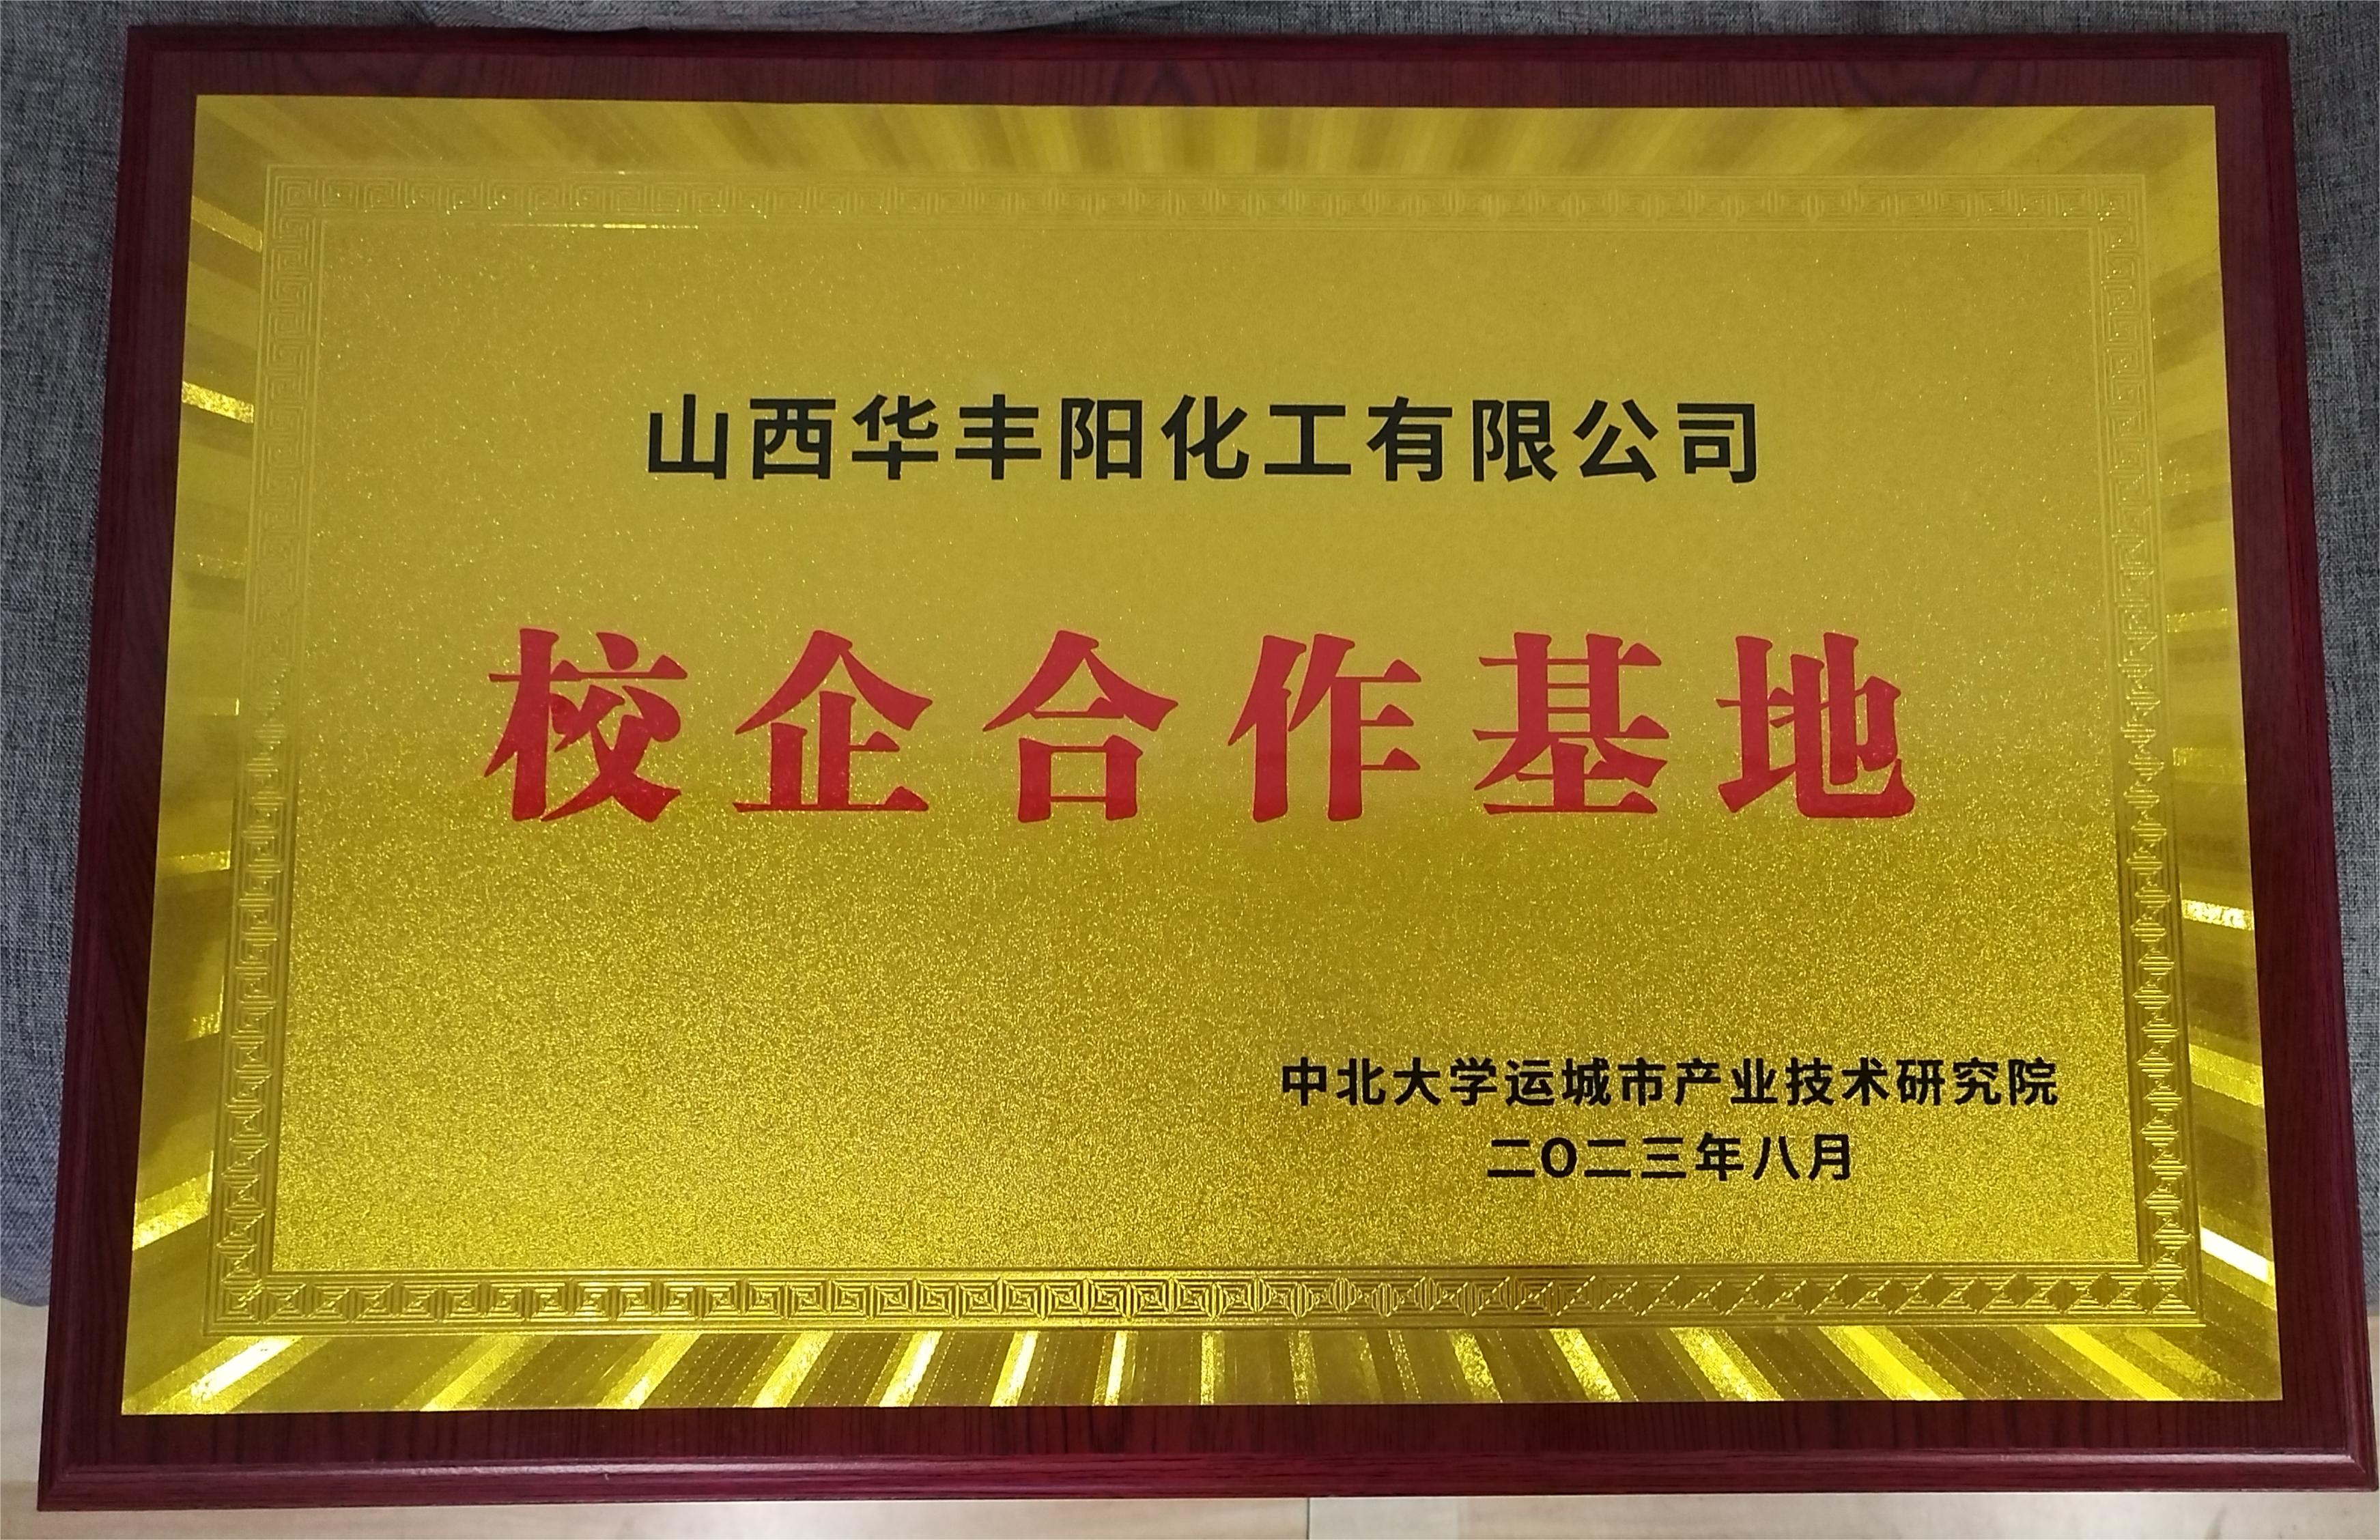 山西华丰阳化工有限公司
校企合作基地
中北大学运城市产业技术研究院
二O二三年八月